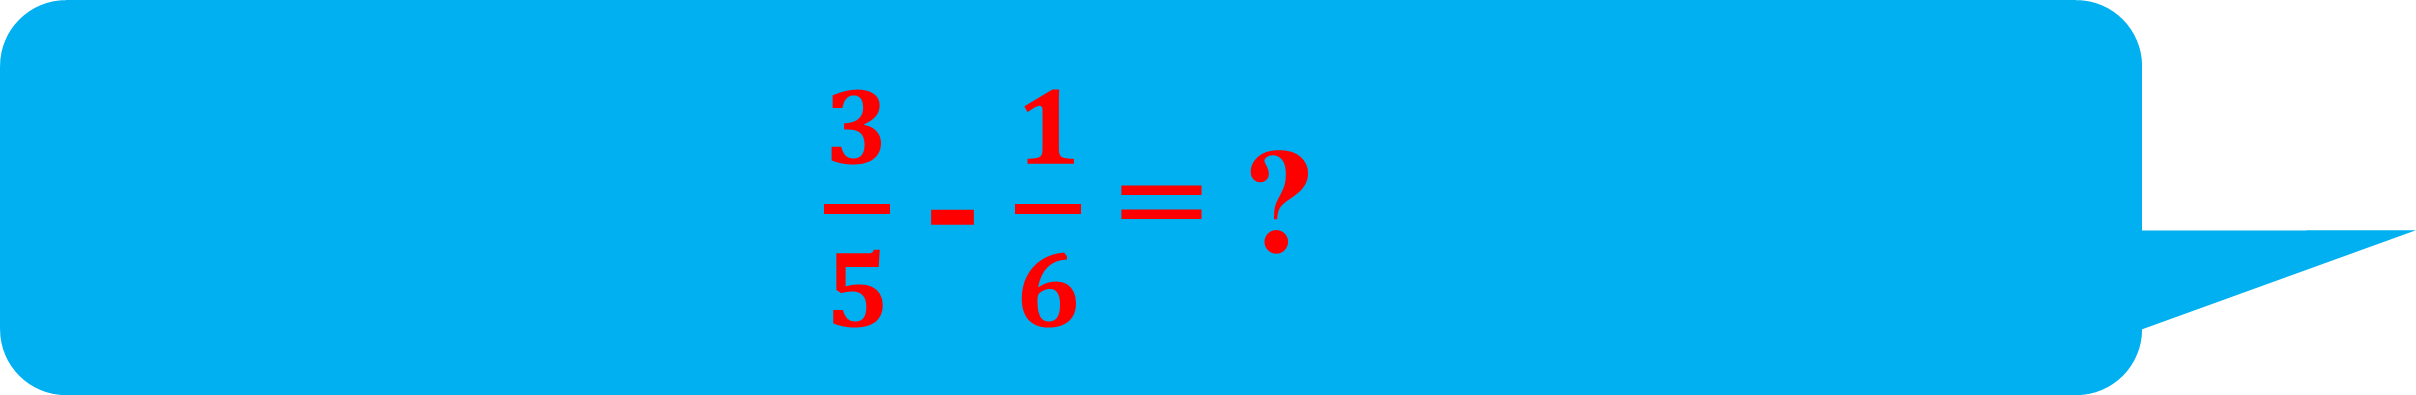 3/5 - 1/6 = ?